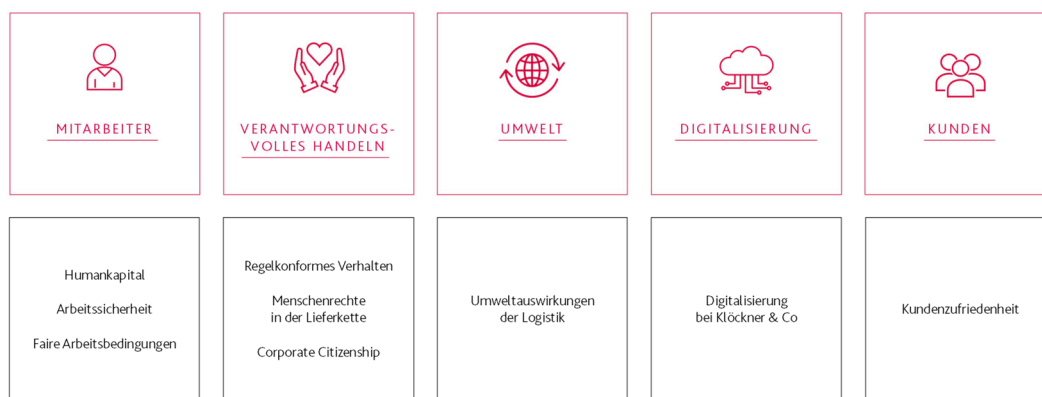 MITARBEITER
VERANTWORTUNGS-
VOLLES HANDELN
UMWELT
DIGITALISIERUNG
KUNDEN
Humankapital
Arbeitssicherheit
Faire Arbeitsbedingungen
Regelkonformes Verhalten
Menschenrechte
in der Lieferkette
Corporate Citizenship
Umweltauswirkungen
der Logistik
Digitalisierung
bei Klöckner & Co
Kundenzufriedenheit